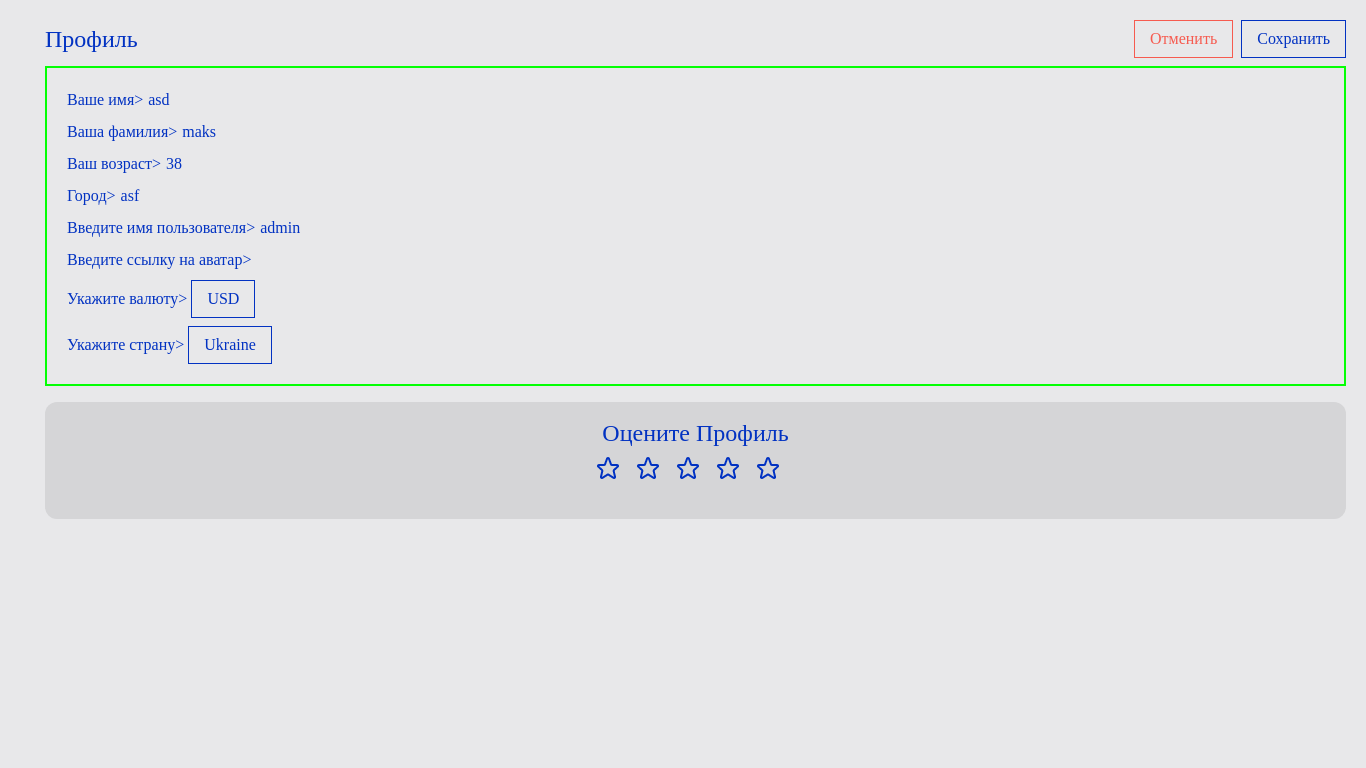 Профиль
Отменить
Сохранить
Ваше имя> asd
Ваша фамилия> maks
Ваш возраст> 38
Город> asf
Введите имя пользователя> admin
Введите ссылку на аватар>
Укажите валюту> USD
Укажите страну> Ukraine
Оцените Профиль